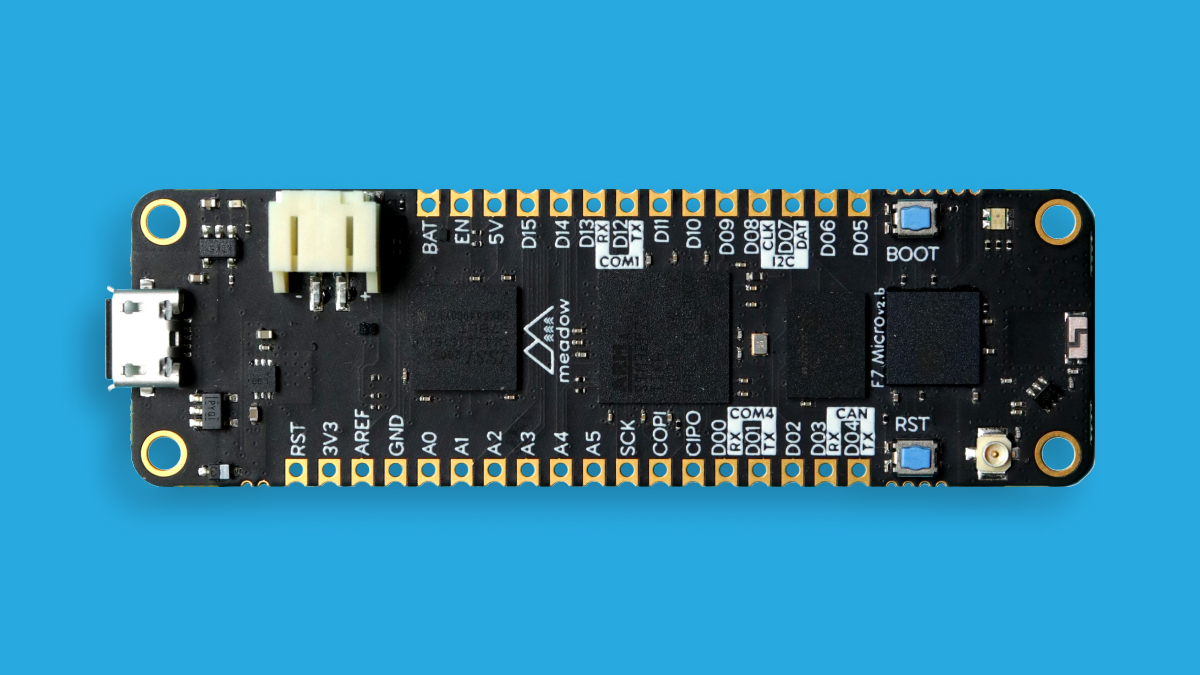 BAT
EN
5V
D15
D14
D13
RX
D12
TX
COM1
D11
D10
D09
D08
CLK
D07
DAT
I2C
D06
D05
BOOT
-
+
meadow
F7 Microv2.b
RST
3V3
AREF
GND
A0
A1
A2
A3
A4
A5
SCK
COPI
CIPO
D00
RX
D01
TX
COM4
D02
D03
RX
D04
TX
CAN
RST